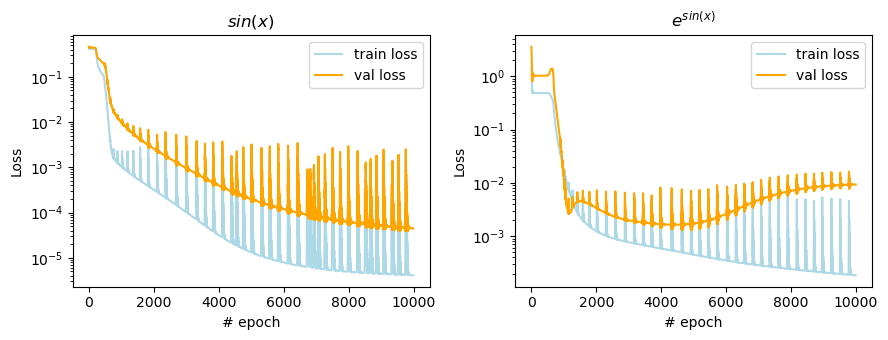 sin(x)
train loss
val loss
10⁻¹
10⁻²
10⁻³
10⁻⁴
10⁻⁵
Loss
0 2000 4000 6000 8000 10000
# epoch
e^{sin(x)}
train loss
val loss
10⁰
10⁻¹
10⁻²
10⁻³
Loss
0 2000 4000 6000 8000 10000
# epoch